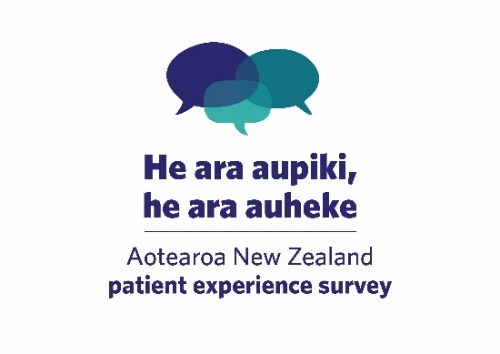 He ara aupiki,
he ara auheke
Aotearoa New Zealand
patient experience survey